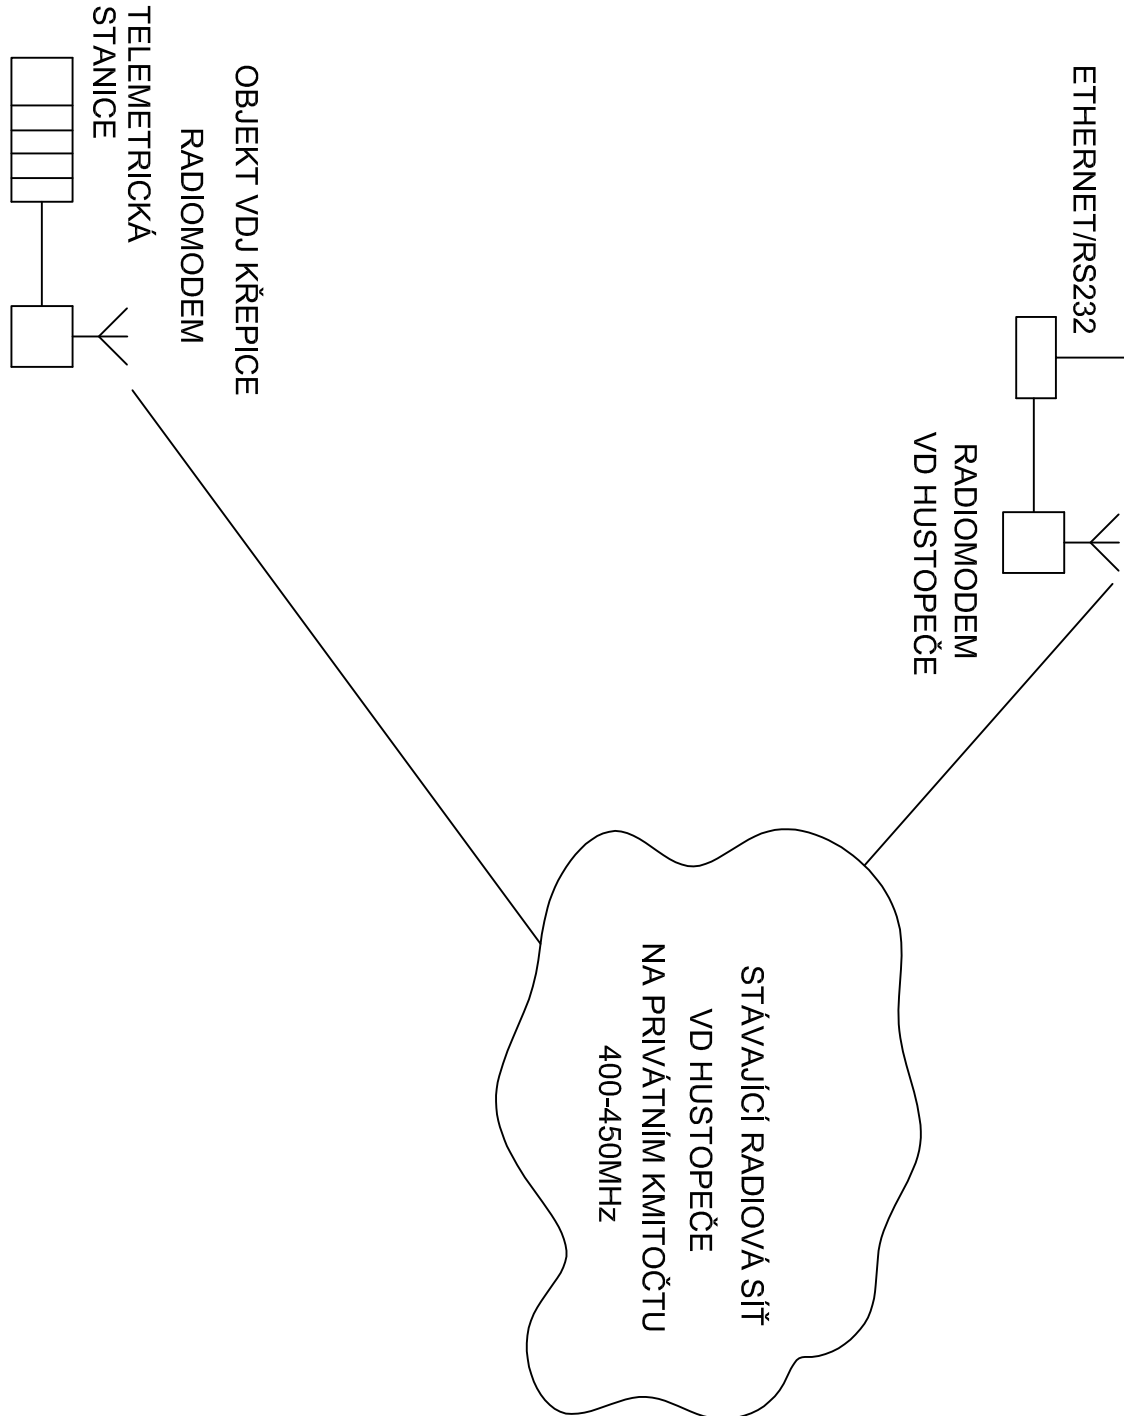 ETHERNET/RS232
RADIOMODEM
VD HUSTOPEČE
STÁVAJÍCÍ RADIOVÁ SÍŤ
VD HUSTOPEČE
NA PRIVÁTNÍM KMITOČTU
400-450MHz
OBJEKT VDJ KŘEPICE
RADIOMODEM
TELEMETRICKÁ
STANICE